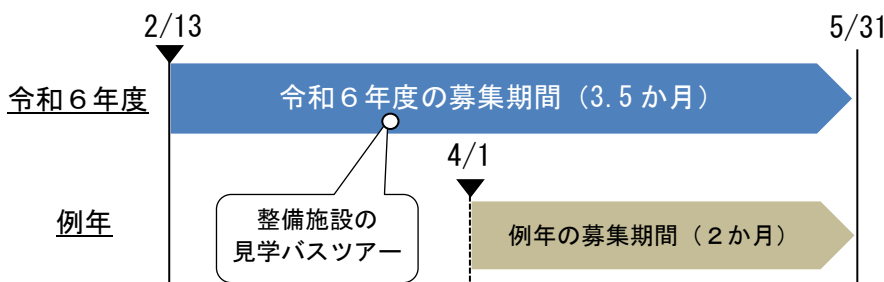 2/13
5/31
令和６年度
令和６年度の募集期間（3.5か月）
4/1
例年
整備施設の
見学バスツアー
例年の募集期間（２か月）